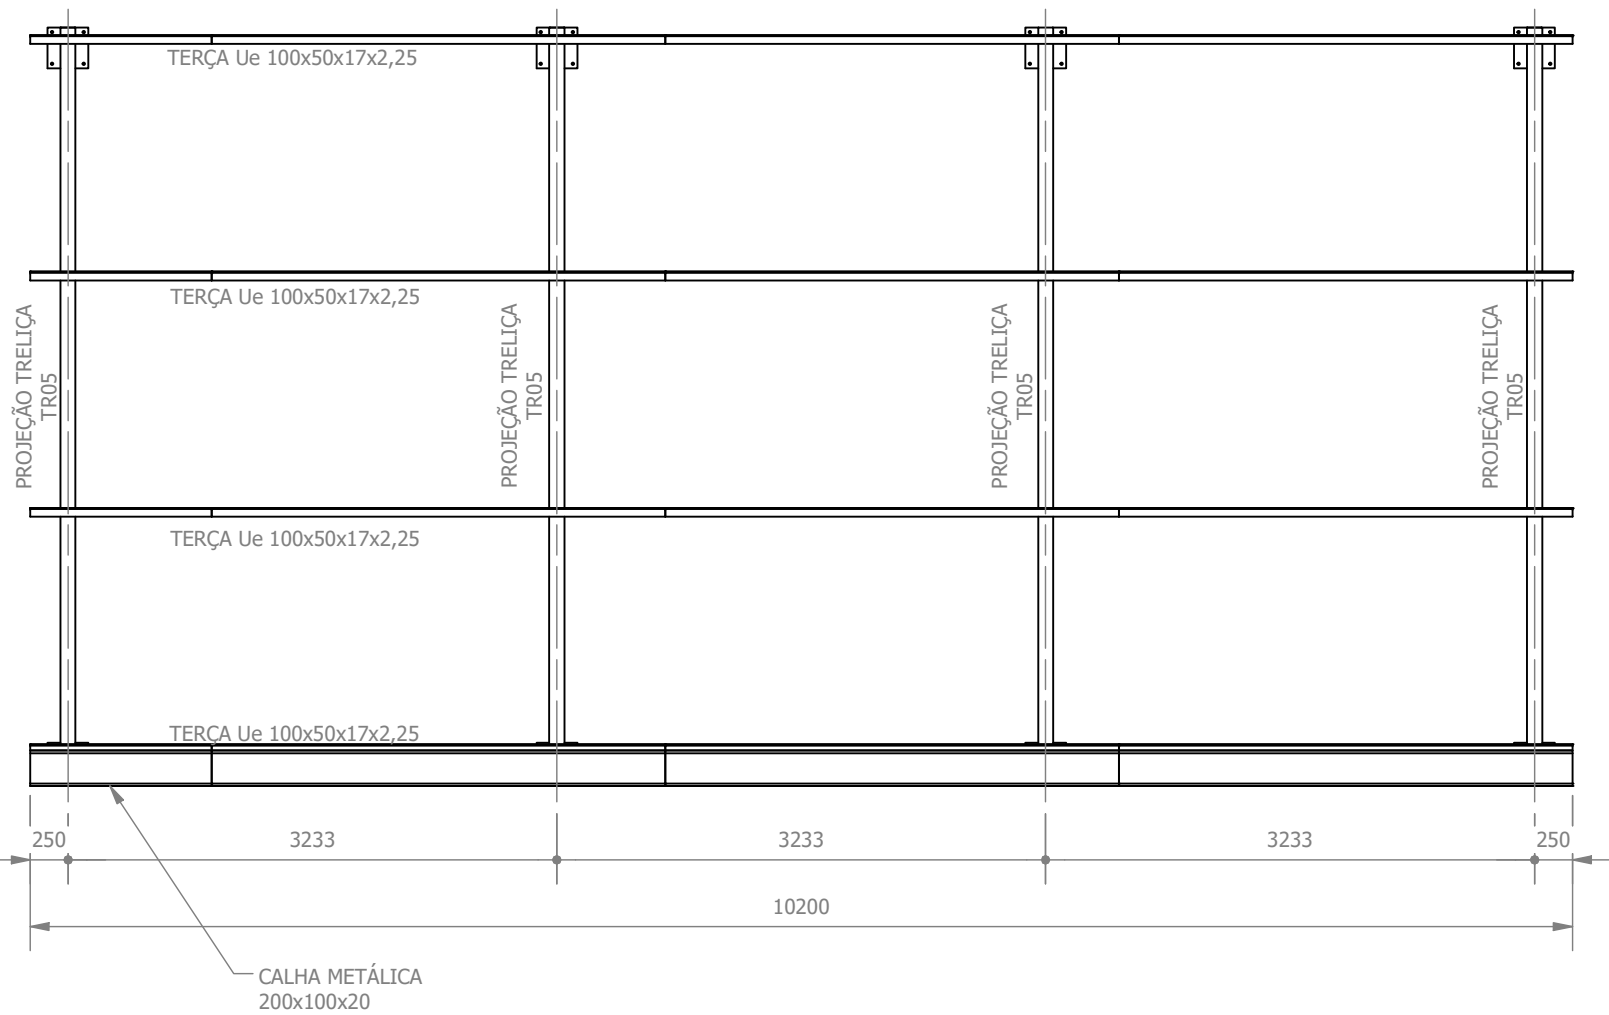 TERÇA Ue 100x50x17x2,25
TERÇA Ue 100x50x17x2,25
PROJEÇÃO TRELIÇA
TR05
PROJEÇÃO TRELIÇA
TR05
PROJEÇÃO TRELIÇA
TR05
PROJEÇÃO TRELIÇA
TR05
TERÇA Ue 100x50x17x2,25
TERÇA Ue 100x50x17x2,25
250
3233
3233
3233
250
10200
CALHA METÁLICA
200x100x20